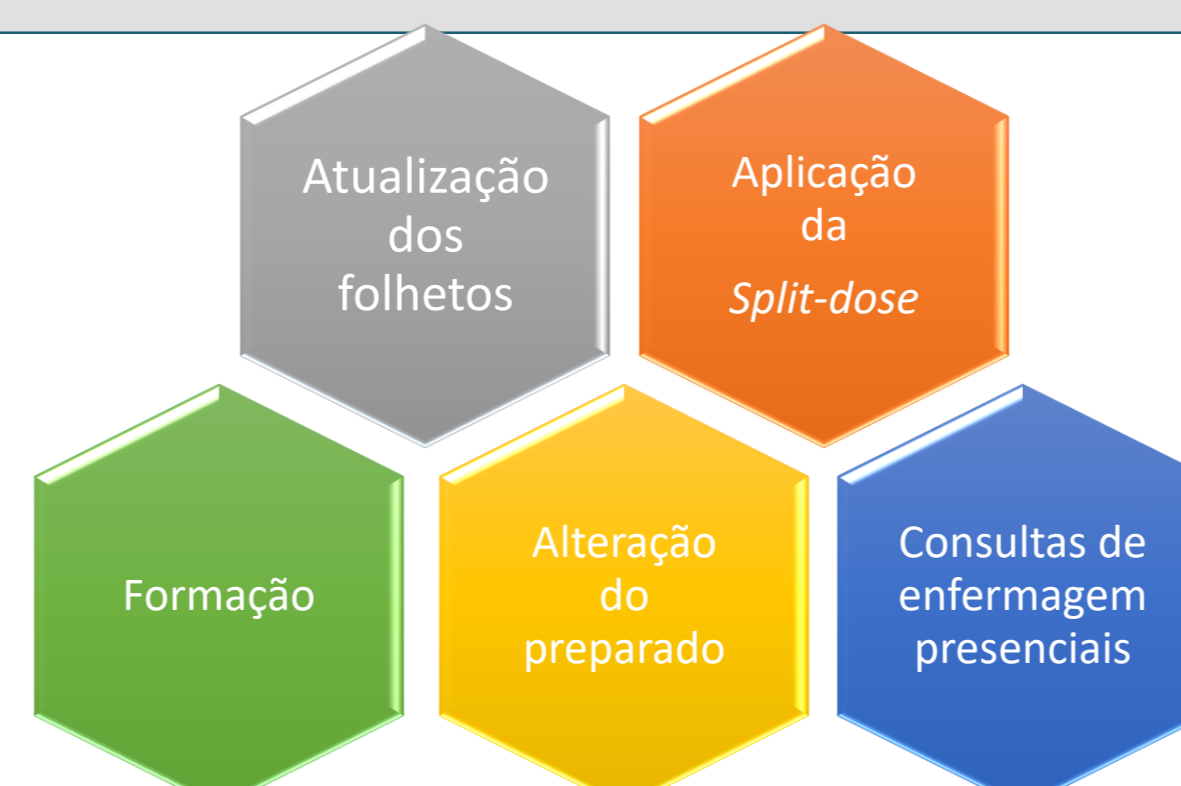 Atualização
dos
folhetos
Aplicação
da
Split-dose
Formação
Alteração
do
preparado
Consultas de
enfermagem
presenciais